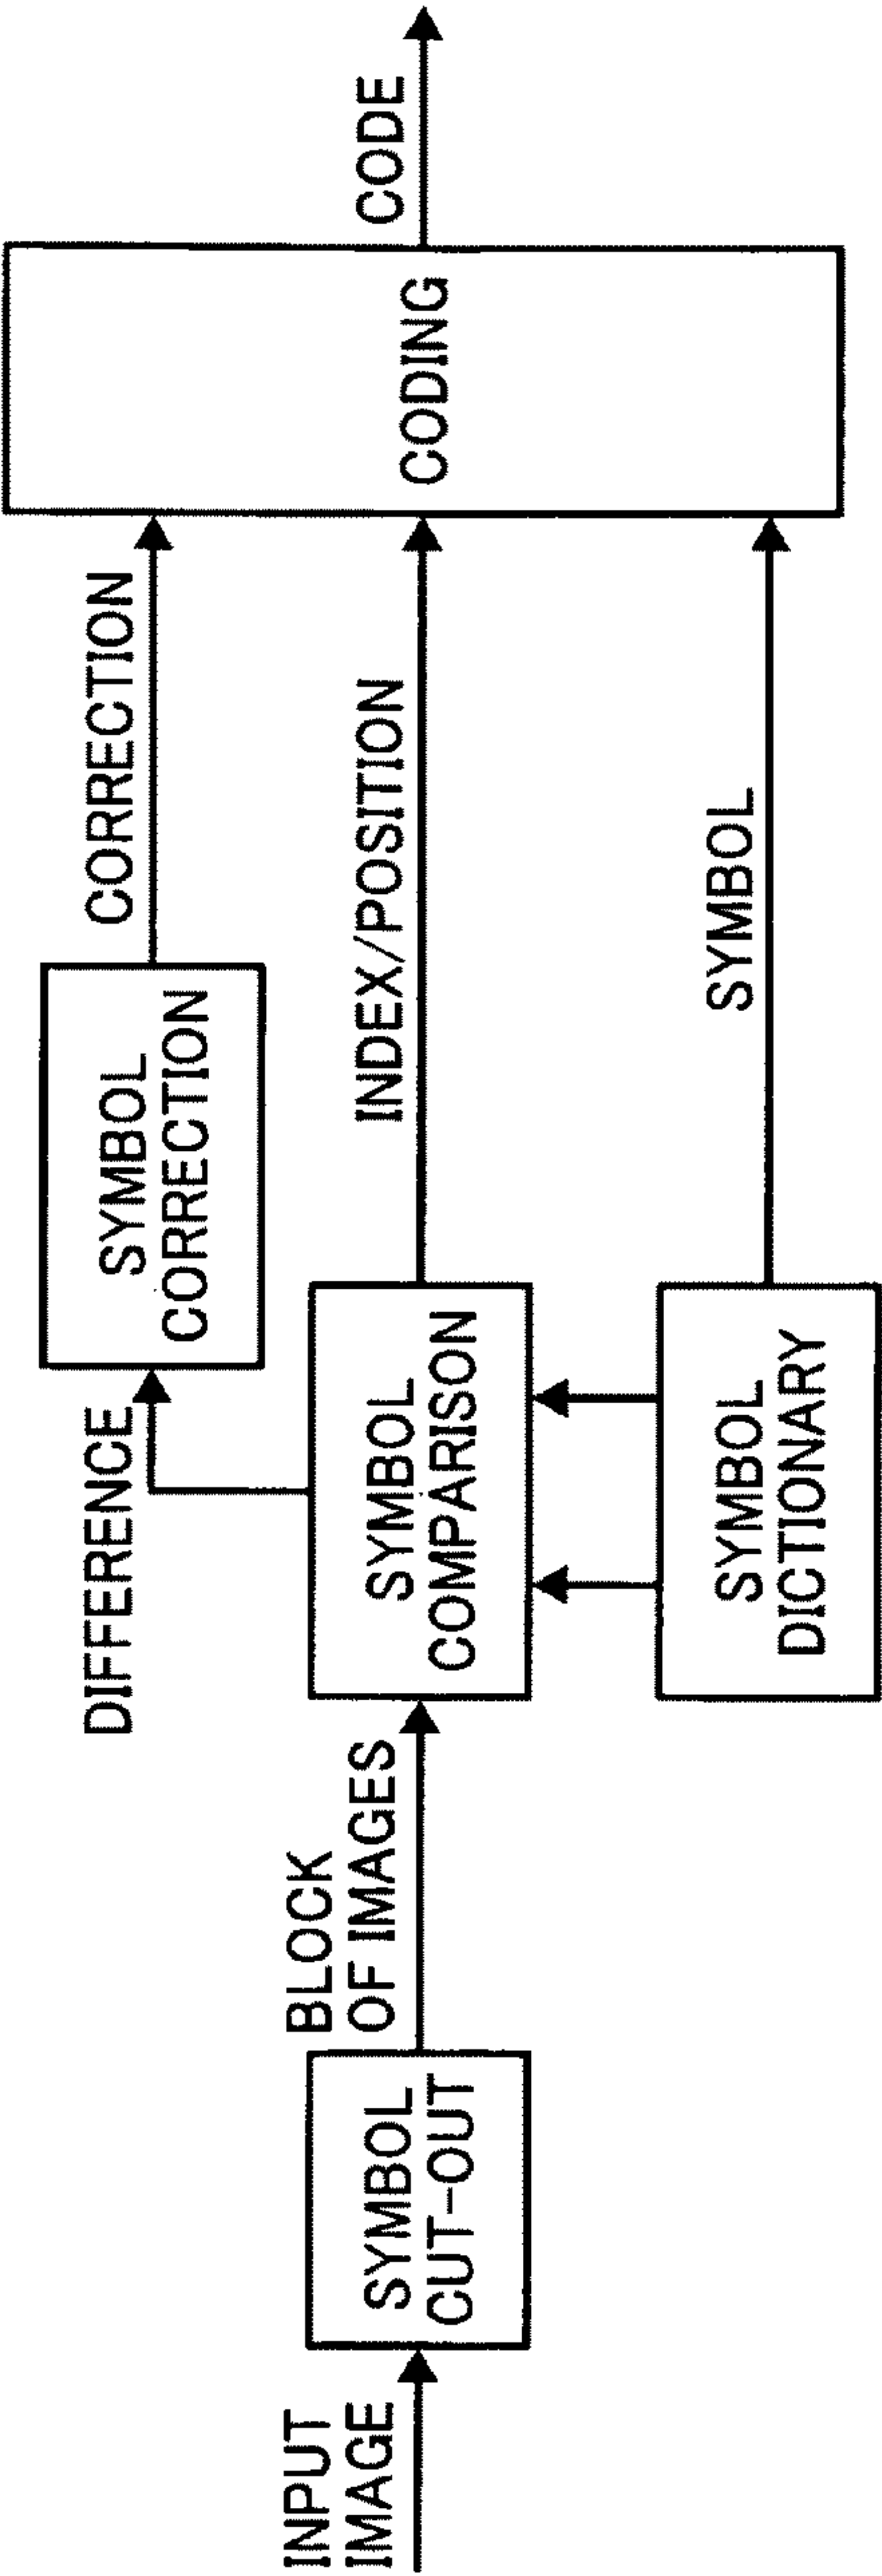 INPUT
IMAGE
SYMBOL
CUT-OUT
BLOCK
OF IMAGES
DIFFERENCE
SYMBOL
COMPARISON
SYMBOL
DICTIONARY
SYMBOL
CORRECTION
CORRECTION
INDEX/POSITION
SYMBOL
CODING
CODE